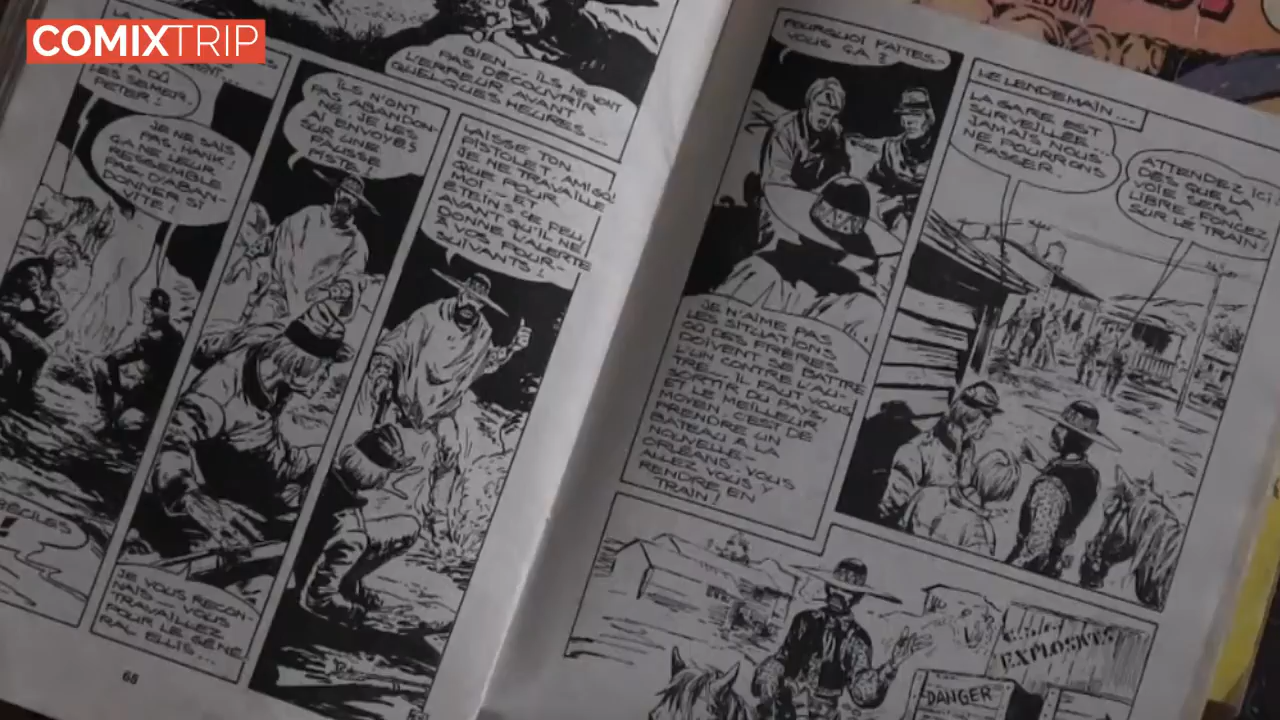 COMIXTRIP
BIEN... ILS NE VONT
PAS DÉCOUVRIR
L'ERREUR AVANT
QUELQUES HEURES...
LES SEMER,
PETER !
JE NE SAIS
PAS, HANK !
ÇA NE LEUR
RESSEMBLE
PAS D'ABAN-
DONNER SI
VITE !
ILS N'ONT
PAS ABANDON-
NÉ. JE LES
AI ENVOYÉS
SUR UNE
FAUSSE
PISTE !
LAISSE TON
PISTOLET, AMIGO!
JE NE TRAVAILLE
QUE POUR
MOI. ET
ÉTEINS CE FEU,
AVANT QU'IL NE
DONNE L'ALERTE
À VOS POUR-
SUIVANTS !
JE VOUS RECON-
NAIS... VOUS
TRAVAILLEZ
POUR LE GÉNÉ-
RAL ELLIS...
68
POURQUOI FAITES-
VOUS ÇA ?
JE N'AIME PAS
LES SITUATIONS
OÙ DES FRÈRES
DOIVENT SE BATTRE
L'UN CONTRE L'AU-
TRE... IL FAUT VOUS
SORTIR DU PAYS,
ET LE MEILLEUR
MOYEN, C'EST DE
PRENDRE UN
BATEAU À LA
NOUVELLE-
ORLÉANS. VOUS
ALLEZ VOUS Y
RENDRE EN
TRAIN !
LE LENDEMAIN...
LA GARE EST
SURVEILLÉE...
JAMAIS NOUS
NE POURRONS
PASSER.
ATTENDEZ ICI,
DÈS QUE LA
VOIE SERA
LIBRE, FONCEZ
SUR LE TRAIN!
EXPLOSIVES
DANGER